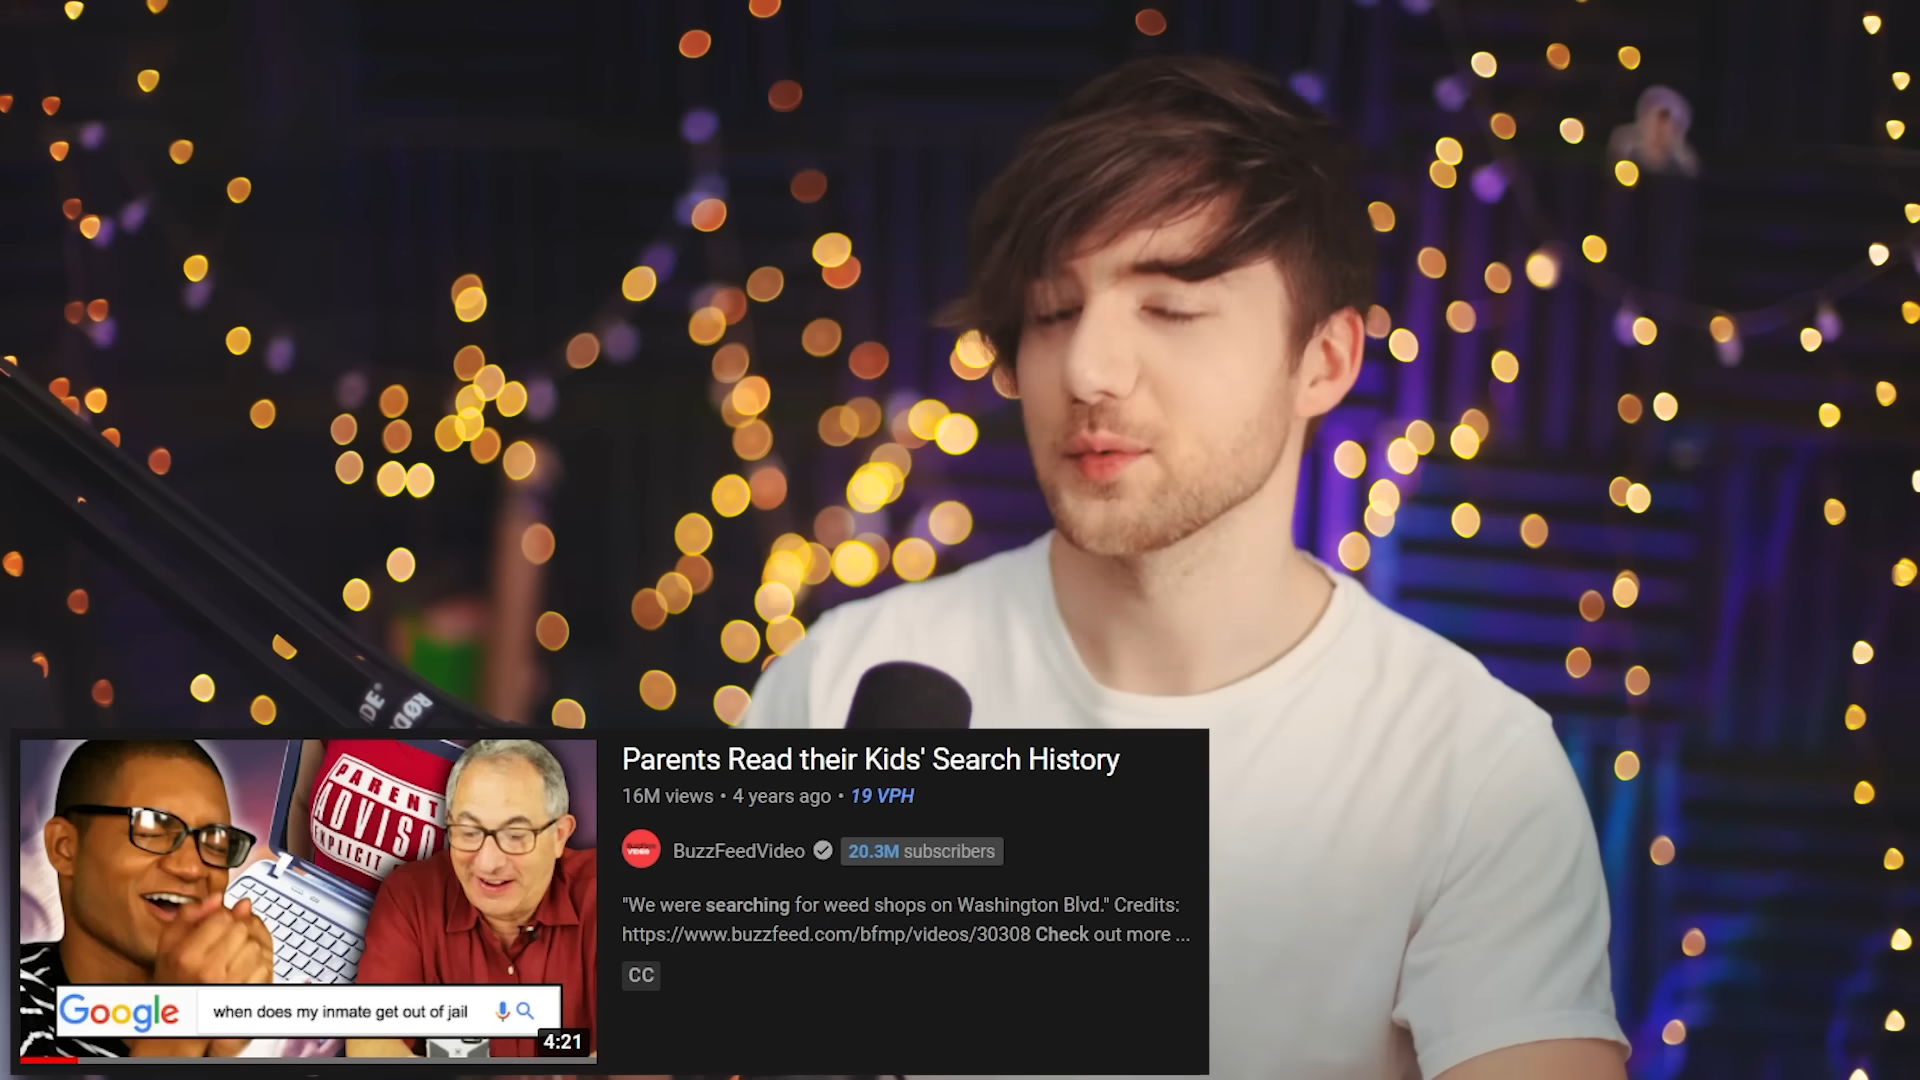 RØDE
RØD
PARENT
ADVISO
EXPLICIT
Google
when does my inmate get out of jail
4:21
Parents Read their Kids' Search History
16M views • 4 years ago • 19 VPH
BuzzFeedVideo
20.3M subscribers
"We were searching for weed shops on Washington Blvd." Credits:
https://www.buzzfeed.com/bfmp/videos/30308 Check out more ...
CC